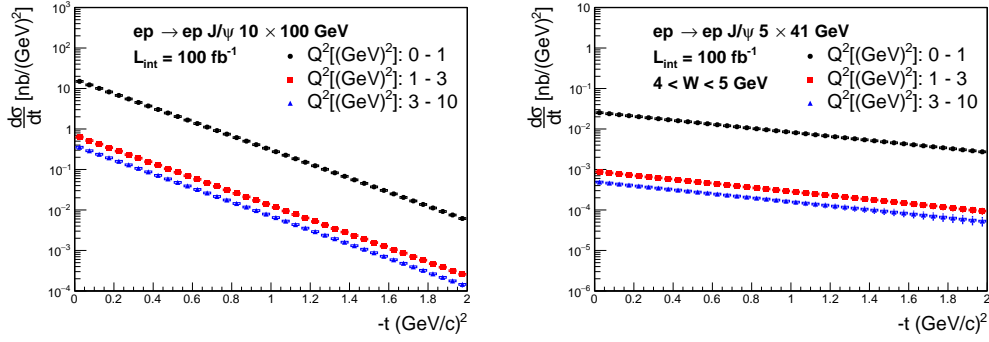 ep → ep J/ψ 10 × 100 GeV
L_int = 100 fb⁻¹
Q²[(GeV)²]: 0 - 1
Q²[(GeV)²]: 1 - 3
Q²[(GeV)²]: 3 - 10
dσ/dt [nb/(GeV)²]
10³
10²
10
1
10⁻¹
10⁻²
10⁻³
10⁻⁴
0 0.2 0.4 0.6 0.8 1 1.2 1.4 1.6 1.8 2
-t (GeV/c)²
ep → ep J/ψ 5 × 41 GeV
L_int = 100 fb⁻¹
4 < W < 5 GeV
Q²[(GeV)²]: 0 - 1
Q²[(GeV)²]: 1 - 3
Q²[(GeV)²]: 3 - 10
dσ/dt [nb/(GeV)²]
10
1
10⁻¹
10⁻²
10⁻³
10⁻⁴
10⁻⁵
10⁻⁶
0 0.2 0.4 0.6 0.8 1 1.2 1.4 1.6 1.8 2
-t (GeV/c)²